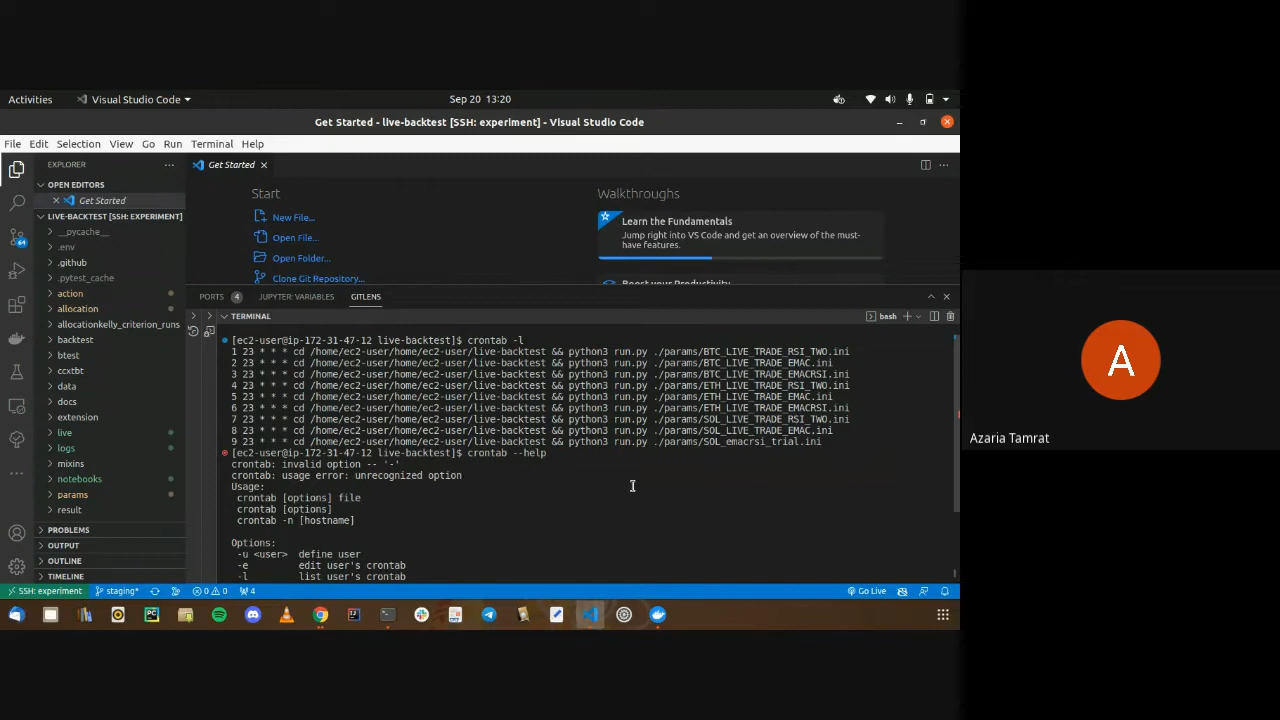 Activities
Visual Studio Code
Sep 20 13:20
Get Started - live-backtest [SSH: experiment] - Visual Studio Code
File Edit Selection View Go Run Terminal Help
EXPLORER
Get Started
OPEN EDITORS
Get Started
LIVE-BACKTEST [SSH: EXPERIMENT]
__pycache__
.env
.github
.pytest_cache
action
allocation
allocationkelly_criterion_runs
backtest
btest
ccxtbt
data
docs
extension
live
logs
mixins
notebooks
params
result
PROBLEMS
OUTPUT
OUTLINE
TIMELINE
64
Start
New File...
Open File...
Open Folder...
Clone Git Repository...
Walkthroughs
Learn the Fundamentals
Jump right into VS Code and get an overview of the must-
have features.
Boost your Productivity
PORTS 4 JUPYTER: VARIABLES GITLENS
TERMINAL
bash
[ec2-user@ip-172-31-47-12 live-backtest]$ crontab -l
1 23 * * * cd /home/ec2-user/home/ec2-user/live-backtest && python3 run.py ./params/BTC_LIVE_TRADE_RSI_TWO.ini
2 23 * * * cd /home/ec2-user/home/ec2-user/live-backtest && python3 run.py ./params/BTC_LIVE_TRADE_EMAC.ini
3 23 * * * cd /home/ec2-user/home/ec2-user/live-backtest && python3 run.py ./params/BTC_LIVE_TRADE_EMACRSI.ini
4 23 * * * cd /home/ec2-user/home/ec2-user/live-backtest && python3 run.py ./params/ETH_LIVE_TRADE_RSI_TWO.ini
5 23 * * * cd /home/ec2-user/home/ec2-user/live-backtest && python3 run.py ./params/ETH_LIVE_TRADE_EMAC.ini
6 23 * * * cd /home/ec2-user/home/ec2-user/live-backtest && python3 run.py ./params/ETH_LIVE_TRADE_EMACRSI.ini
7 23 * * * cd /home/ec2-user/home/ec2-user/live-backtest && python3 run.py ./params/SOL_LIVE_TRADE_RSI_TWO.ini
8 23 * * * cd /home/ec2-user/home/ec2-user/live-backtest && python3 run.py ./params/SOL_LIVE_TRADE_EMAC.ini
9 23 * * * cd /home/ec2-user/home/ec2-user/live-backtest && python3 run.py ./params/SOL_emacrsi_trial.ini
[ec2-user@ip-172-31-47-12 live-backtest]$ crontab --help
crontab: invalid option -- '-'
crontab: usage error: unrecognized option
Usage:
crontab [options] file
crontab [options]
crontab -n [hostname]
Options:
-u <user> define user
-e edit user's crontab
-l list user's crontab
SSH: experiment staging* 0 0 4 Go Live
A
Azaria Tamrat